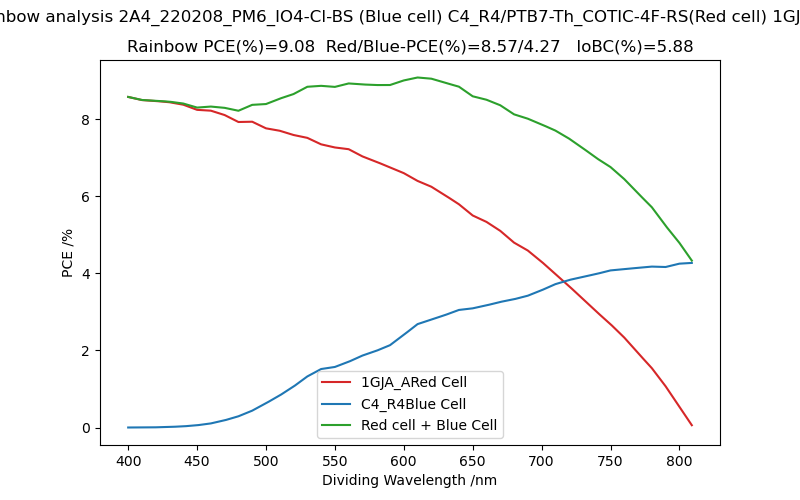 nbow analysis 2A4_220208_PM6_IO4-Cl-BS (Blue cell) C4_R4/PTB7-Th_COTIC-4F-RS(Red cell) 1GJ
Rainbow PCE(%)=9.08 Red/Blue-PCE(%)=8.57/4.27 IoBC(%)=5.88
8
6
PCE /%
4
2
0
1GJA_ARed Cell
C4_R4Blue Cell
Red cell + Blue Cell
400 450 500 550 600 650 700 750 800
Dividing Wavelength /nm